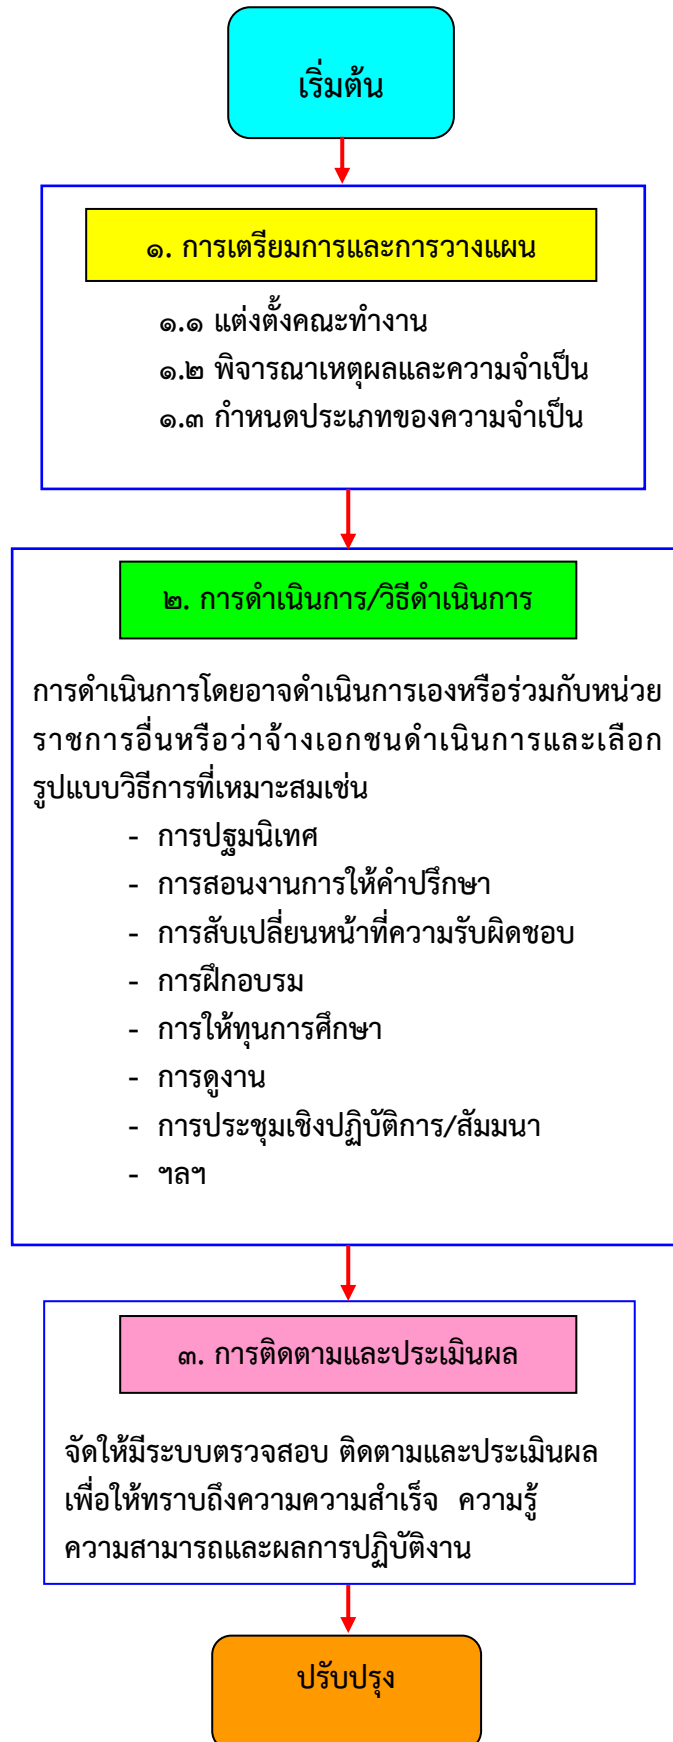 เริ่มต้น
๑. การเตรียมการและการวางแผน
๑.๑ แต่งตั้งคณะทำงาน
๑.๒ พิจารณาเหตุผลและความจำเป็น
๑.๓ กำหนดประเภทของความจำเป็น
๒. การดำเนินการ/วิธีดำเนินการ
การดำเนินการโดยอาจดำเนินการเองหรือร่วมกับหน่วย
ราชการอื่นหรือว่าจ้างเอกชนดำเนินการและเลือก
รูปแบบวิธีการที่เหมาะสมเช่น
- การปฐมนิเทศ
- การสอนงานการให้คำปรึกษา
- การสับเปลี่ยนหน้าที่ความรับผิดชอบ
- การฝึกอบรม
- การให้ทุนการศึกษา
- การดูงาน
- การประชุมเชิงปฏิบัติการ/สัมมนา
- ฯลฯ
๓. การติดตามและประเมินผล
จัดให้มีระบบตรวจสอบ ติดตามและประเมินผล
เพื่อให้ทราบถึงความความสำเร็จ ความรู้
ความสามารถและผลการปฏิบัติงาน
ปรับปรุง